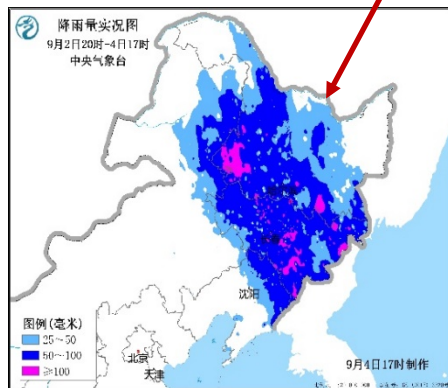 降雨量实况图
9月2日20时-4日17时
中央气象台
沈阳
图例(毫米)
25~50
50~100
≥100
北京
天津
9月4日17时制作